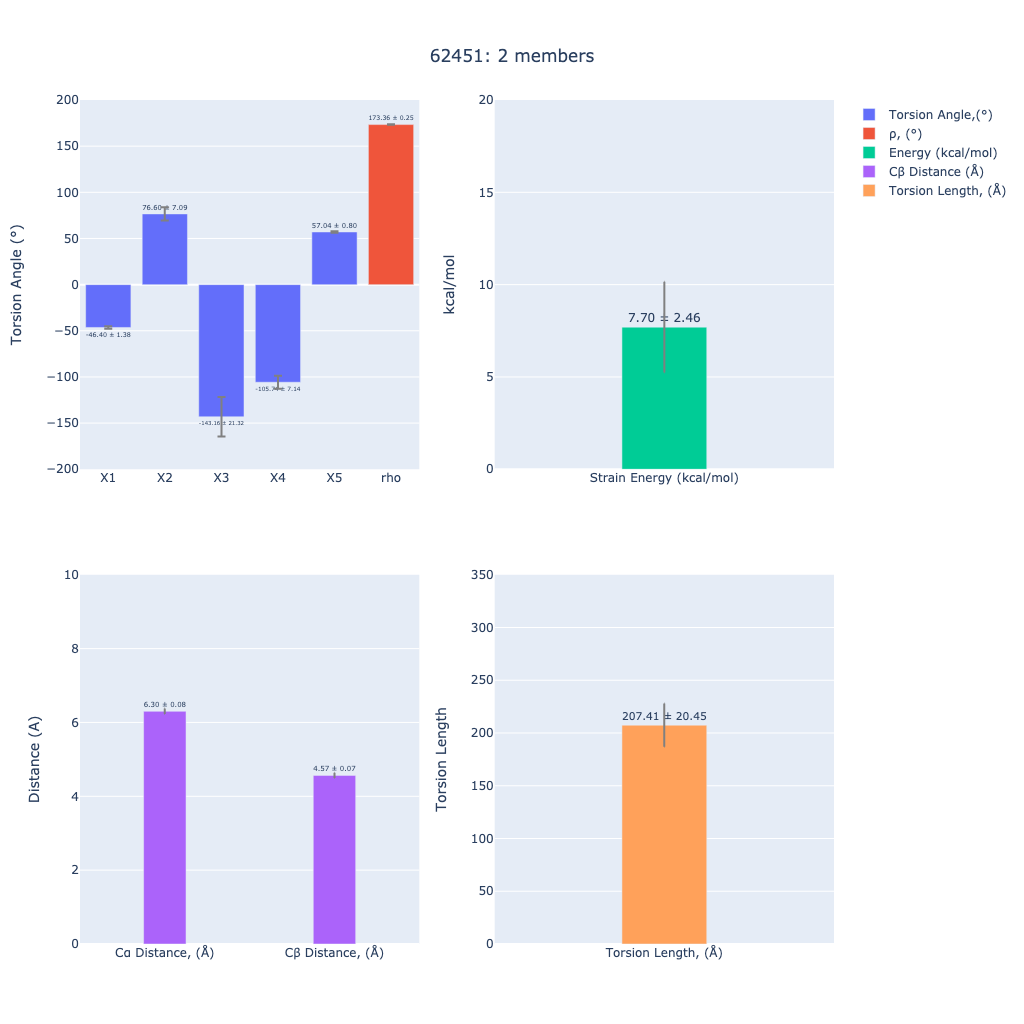 62451: 2 members
Torsion Angle (°)
200
150
100
50
0
−50
−100
−150
−200
-46.40 ± 1.38
76.60 ± 7.09
-143.16 ± 21.32
± 7.14
57.04 ± 0.80
173.36 ± 0.25
X1
X2
X3
X4
X5
rho
kcal/mol
20
15
10
5
0
7.70 ± 2.46
Strain Energy (kcal/mol)
Torsion Angle,(°)
ρ, (°)
Energy (kcal/mol)
Cβ Distance (Å)
Torsion Length, (Å)
Distance (A)
10
8
6
4
2
0
6.30 ± 0.08
4.57 ± 0.07
Cα Distance, (Å)
Cβ Distance, (Å)
Torsion Length
350
300
250
200
150
100
50
0
207.41 ± 20.45
Torsion Length, (Å)